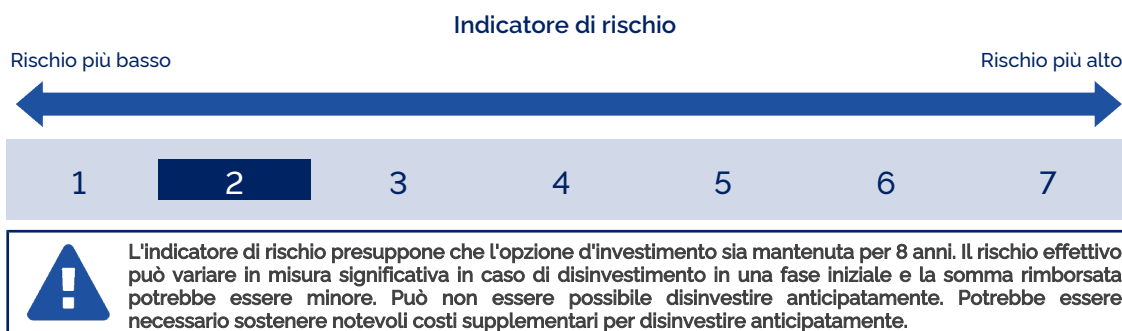 Indicatore di rischio
Rischio più basso Rischio più alto
1 2 3 4 5 6 7
L'indicatore di rischio presuppone che l'opzione d'investimento sia mantenuta per 8 anni. Il rischio effettivo
può variare in misura significativa in caso di disinvestimento in una fase iniziale e la somma rimborsata
potrebbe essere minore. Può non essere possibile disinvestire anticipatamente. Potrebbe essere
necessario sostenere notevoli costi supplementari per disinvestire anticipatamente.